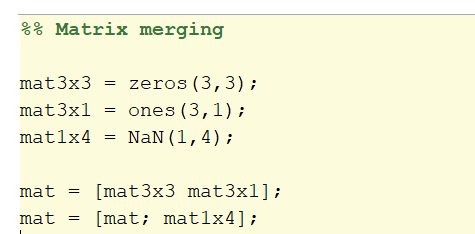 %% Matrix merging
mat3x3 = zeros(3,3);
mat3x1 = ones(3,1);
mat1x4 = NaN(1,4);
mat = [mat3x3 mat3x1];
mat = [mat; mat1x4];